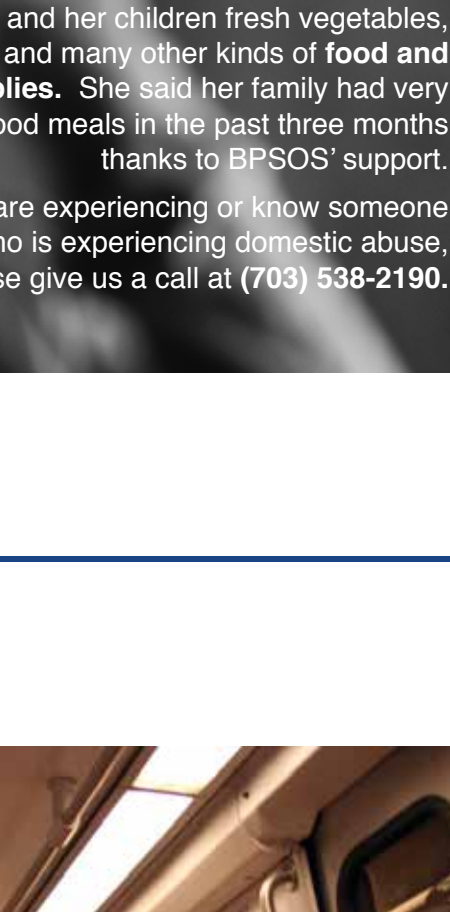 and her children fresh vegetables,
and many other kinds of food and
plies. She said her family had very
ood meals in the past three months
thanks to BPSOS’ support.
are experiencing or know someone
ho is experiencing domestic abuse,
se give us a call at (703) 538-2190.